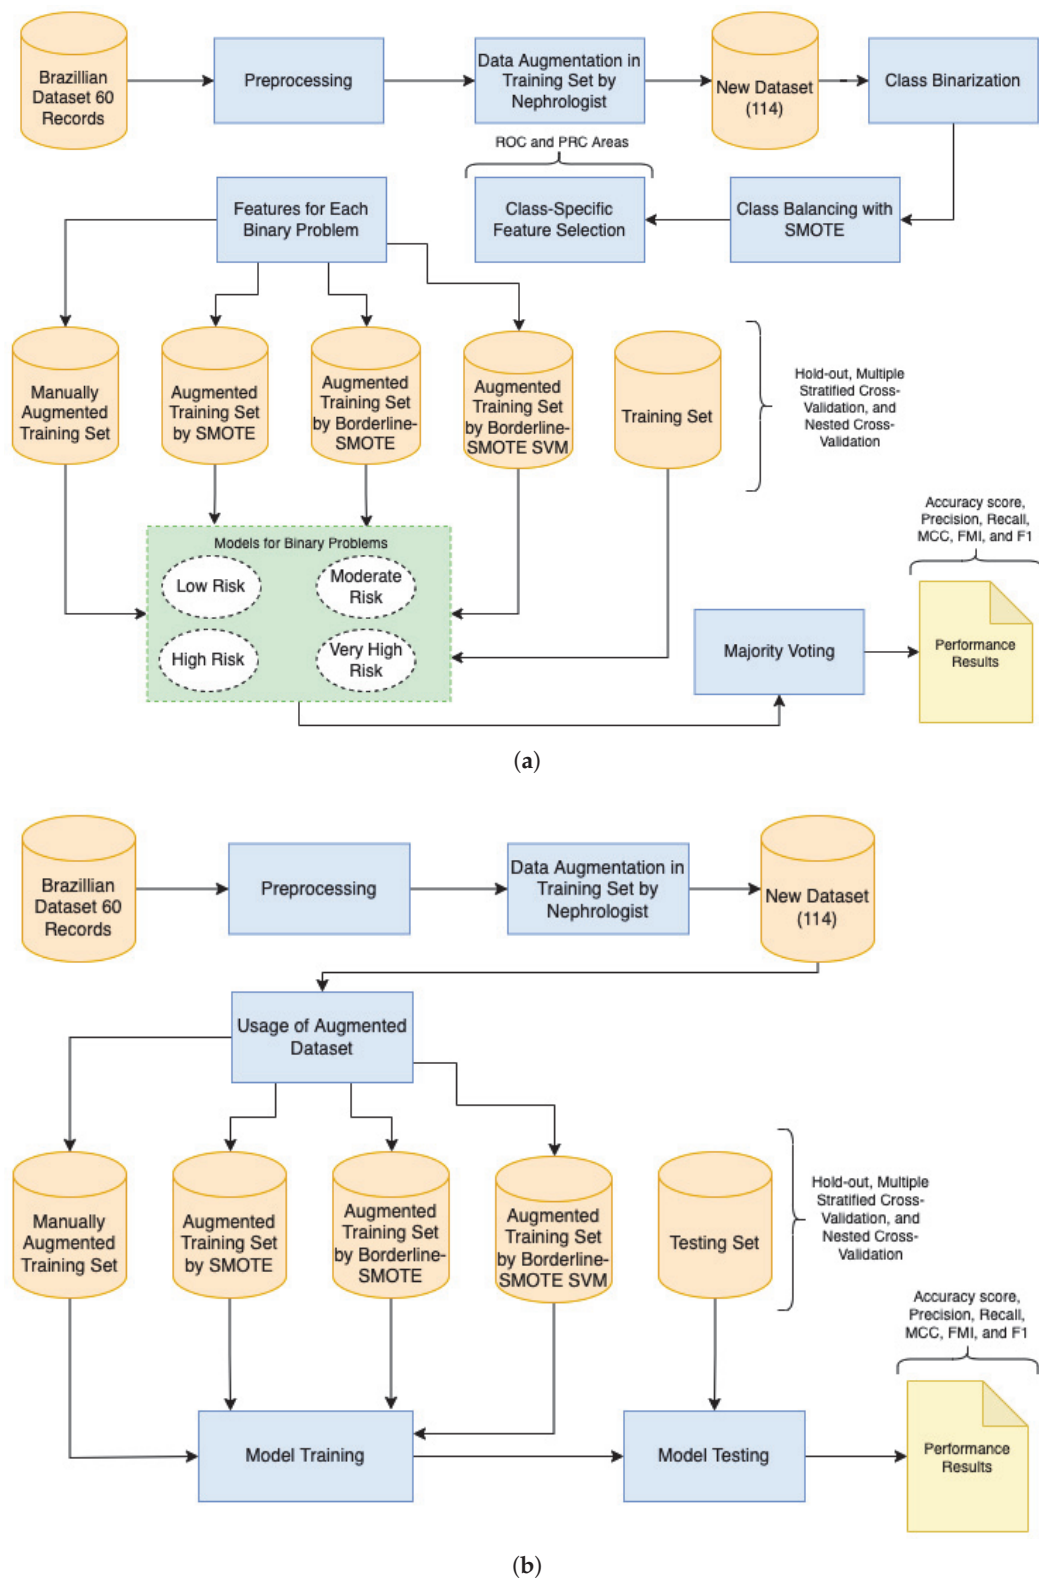 Brazillian
Dataset 60
Records
Preprocessing
Data Augmentation in
Training Set by
Nephrologist
New Dataset
(114)
Class Binarization
ROC and PRC Areas
Class-Specific
Feature Selection
Class Balancing with
SMOTE
Features for Each
Binary Problem
Manually
Augmented
Training Set
Augmented
Training Set
by SMOTE
Augmented
Training Set
by Borderline-
SMOTE
Augmented
Training Set
by Borderline-
SMOTE SVM
Training Set
Hold-out, Multiple
Stratified Cross-
Validation, and
Nested Cross-
Validation
Models for Binary Problems
Low Risk
Moderate
Risk
High Risk
Very High
Risk
Majority Voting
Accuracy score,
Precision, Recall,
MCC, FMI, and F1
Performance
Results
(a)
Brazillian
Dataset 60
Records
Preprocessing
Data Augmentation in
Training Set by
Nephrologist
New Dataset
(114)
Usage of Augmented
Dataset
Manually
Augmented
Training Set
Augmented
Training Set
by SMOTE
Augmented
Training Set
by Borderline-
SMOTE
Augmented
Training Set
by Borderline-
SMOTE SVM
Testing Set
Hold-out, Multiple
Stratified Cross-
Validation, and
Nested Cross-
Validation
Model Training
Model Testing
Accuracy score,
Precision, Recall,
MCC, FMI, and F1
Performance
Results
(b)